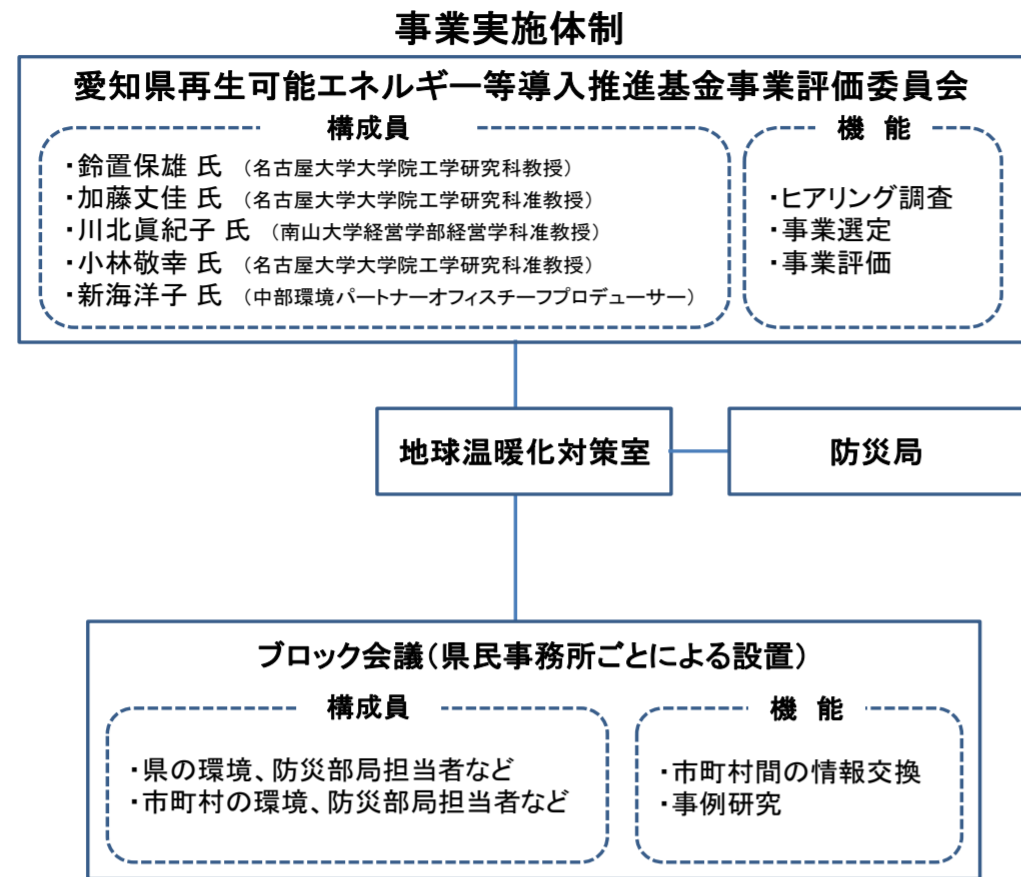 事業実施体制
愛知県再生可能エネルギー等導入推進基金事業評価委員会
構成員
・鈴置保雄 氏 （名古屋大学大学院工学研究科教授）
・加藤丈佳 氏 （名古屋大学大学院工学研究科准教授）
・川北眞紀子 氏 （南山大学経営学部経営学科准教授）
・小林敬幸 氏 （名古屋大学大学院工学研究科准教授）
・新海洋子 氏 （中部環境パートナーオフィスチーフプロデューサー）
機 能
・ヒアリング調査
・事業選定
・事業評価
地球温暖化対策室
防災局
ブロック会議（県民事務所ごとによる設置）
構成員
・県の環境、防災部局担当者など
・市町村の環境、防災部局担当者など
機 能
・市町村間の情報交換
・事例研究